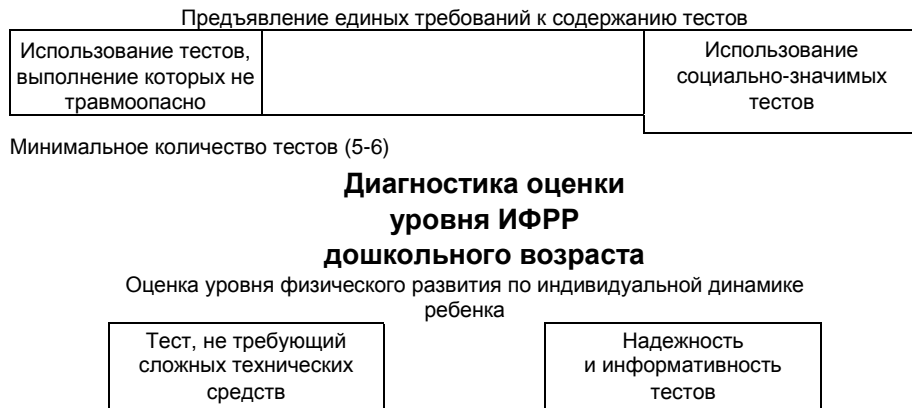 Предъявление единых требований к содержанию тестов
Использование тестов,
выполнение которых не
травмоопасно
Использование
социально-значимых
тестов
Минимальное количество тестов (5-6)
Диагностика оценки
уровня ИФРР
дошкольного возраста
Оценка уровня физического развития по индивидуальной динамике
ребенка
Тест, не требующий
сложных технических
средств
Надежность
и информативность
тестов